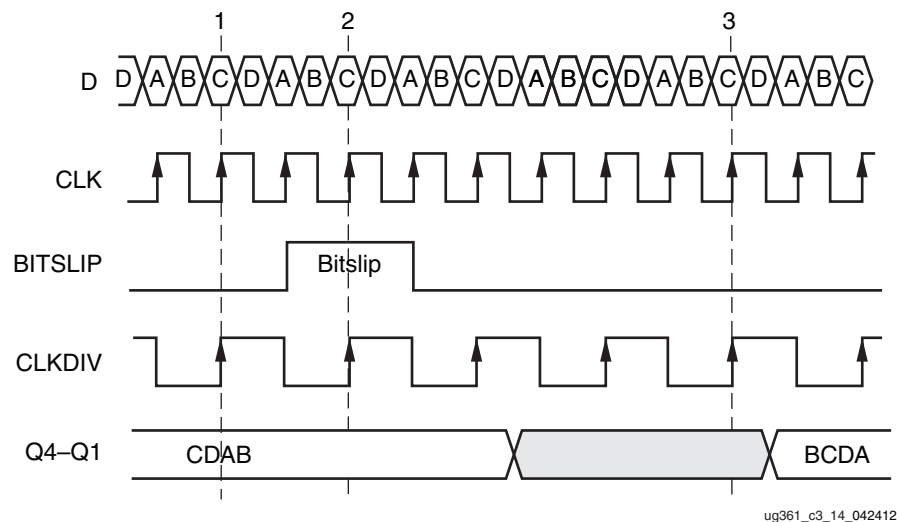 1 2 3
D D A B C D A B C D A B C D A B C D A B C D A B C
CLK
BITSLIP Bitslip
CLKDIV
Q4–Q1 CDAB BCDA
ug361_c3_14_042412